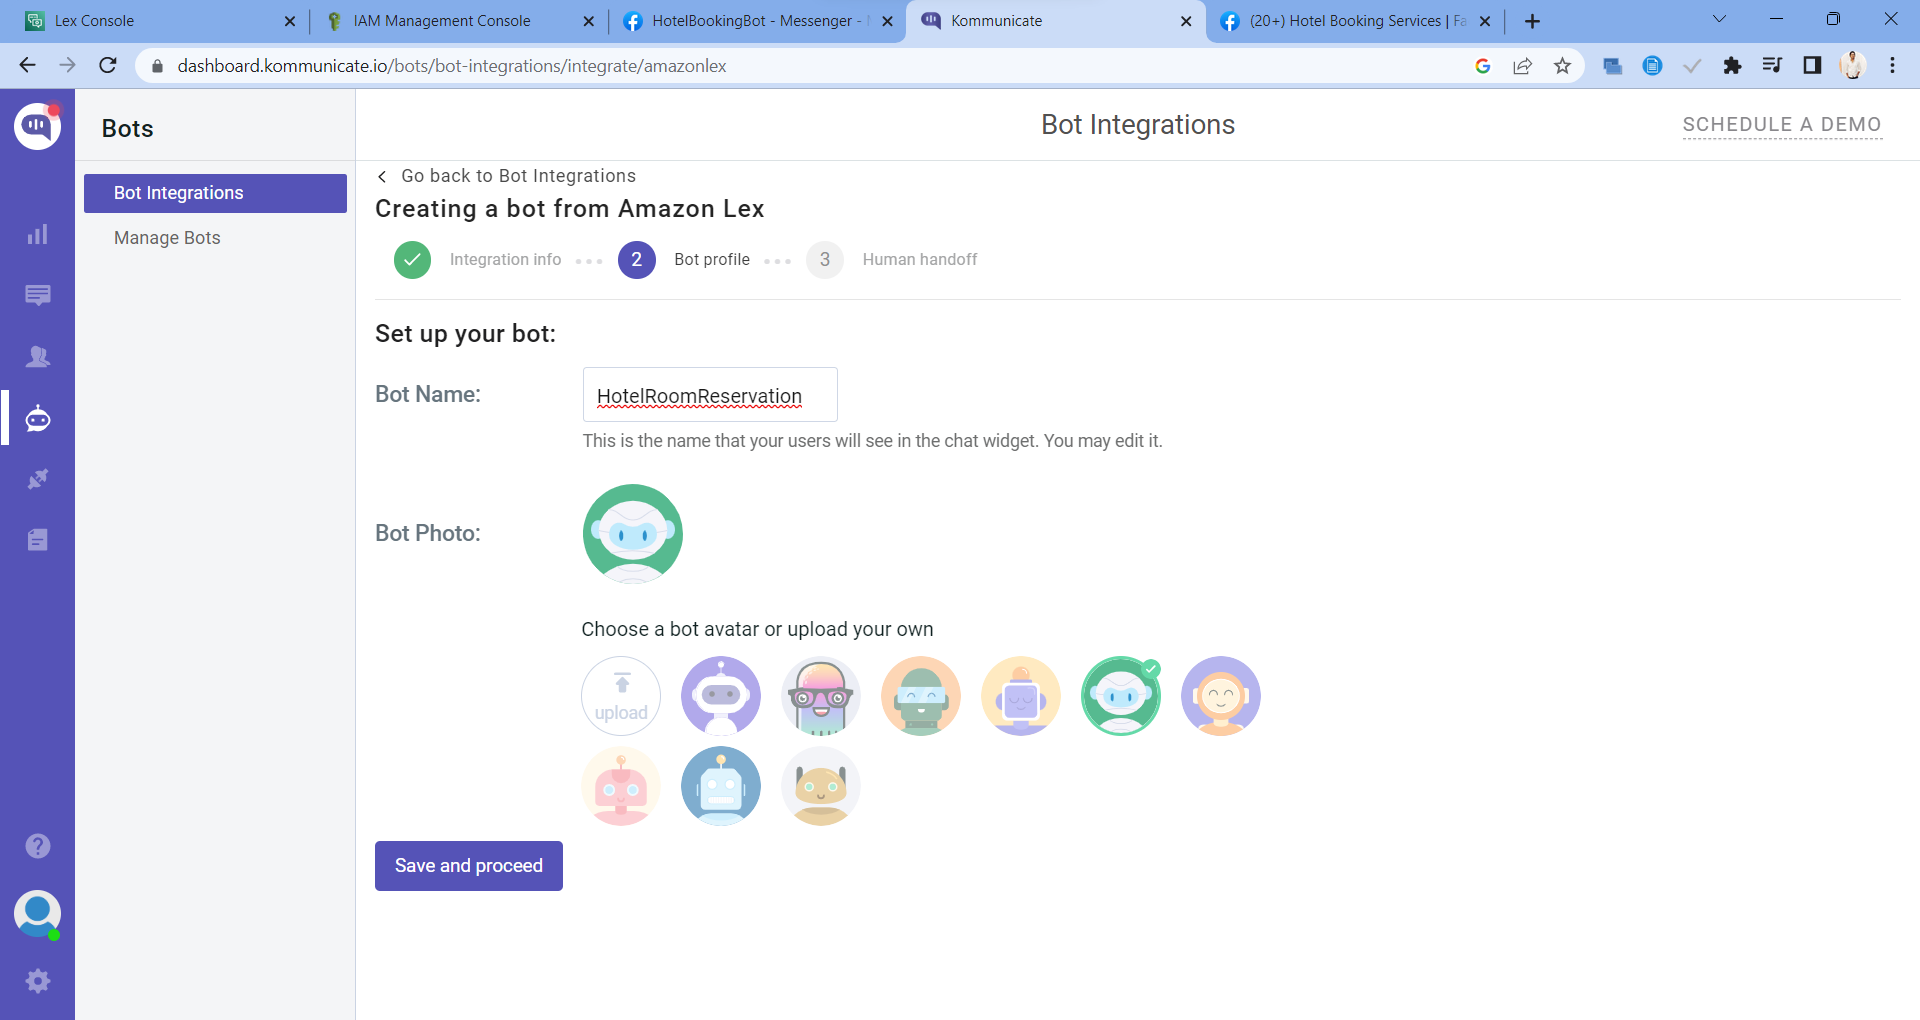 Lex Console
IAM Management Console
HotelBookingBot - Messenger -
Kommunicate
(20+) Hotel Booking Services | Fa
dashboard.kommunicate.io/bots/bot-integrations/integrate/amazonlex
Bots
Bot Integrations
SCHEDULE A DEMO
Bot Integrations
Manage Bots
Go back to Bot Integrations
Creating a bot from Amazon Lex
Integration info
2
Bot profile
3
Human handoff
Set up your bot:
Bot Name:
HotelRoomReservation
This is the name that your users will see in the chat widget. You may edit it.
Bot Photo:
Choose a bot avatar or upload your own
upload
Save and proceed